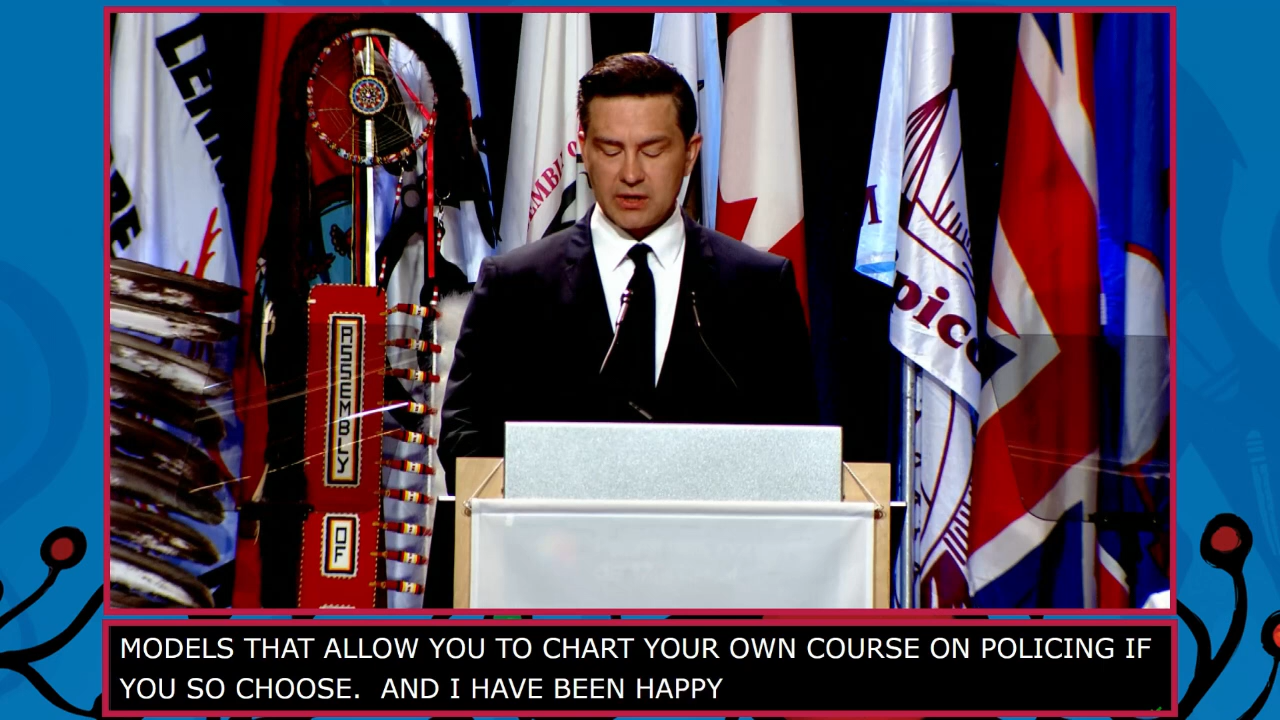 ASSEMBLY
OF
MODELS THAT ALLOW YOU TO CHART YOUR OWN COURSE ON POLICING IF
YOU SO CHOOSE.  AND I HAVE BEEN HAPPY